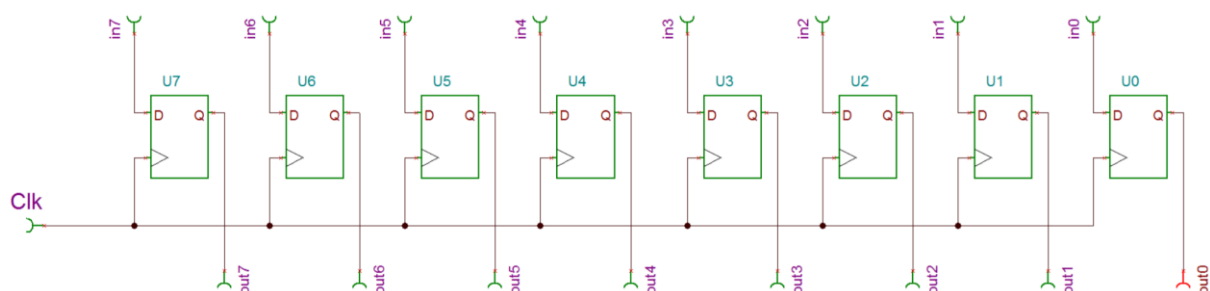 in7 in6 in5 in4 in3 in2 in1 in0
U7 U6 U5 U4 U3 U2 U1 U0
D Q D Q D Q D Q D Q D Q D Q D Q
Clk
out7 out6 out5 out4 out3 out2 out1 out0